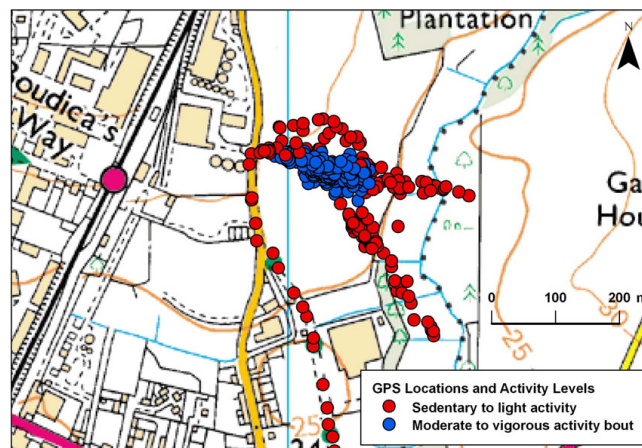 Plantation
N
oudica's
Way
Ga
Hou
0 100 200 m
25
30
25
GPS Locations and Activity Levels
Sedentary to light activity
Moderate to vigorous activity bout